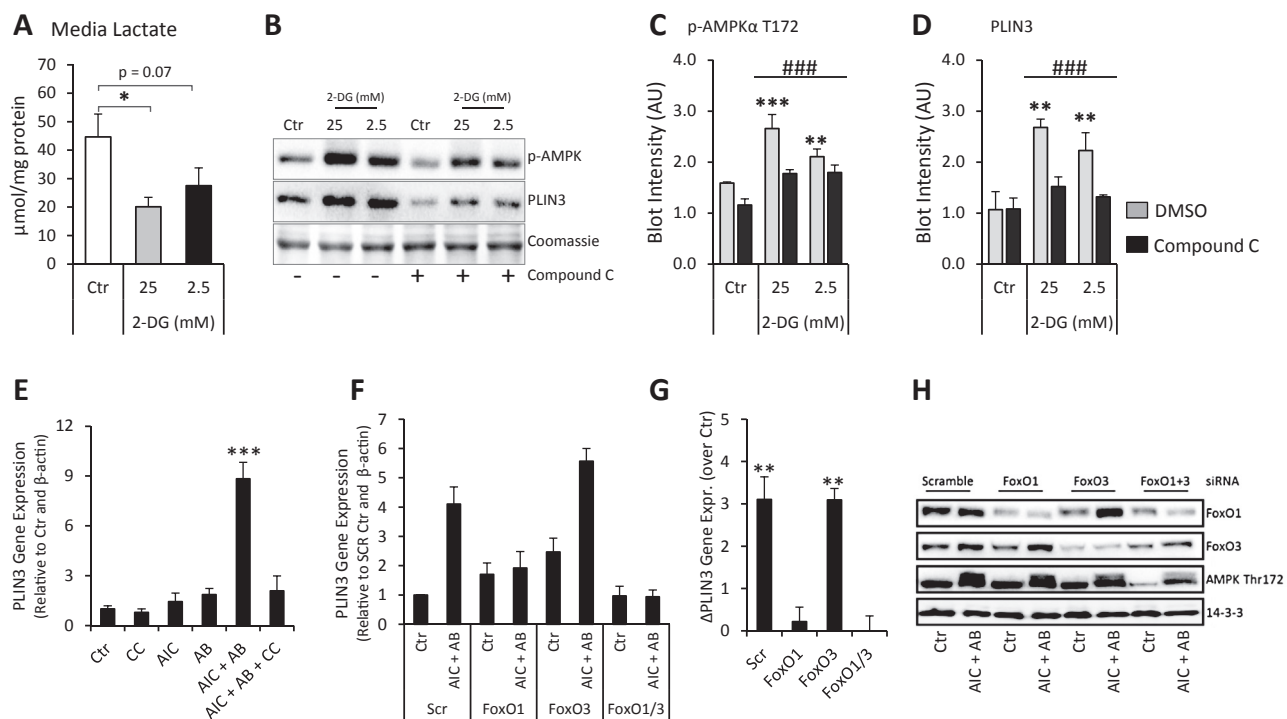 A Media Lactate
μmol/mg protein
70
60
50
40
30
20
10
0
p = 0.07
*
Ctr 25 2.5
2-DG (mM)
B
2-DG (mM) 2-DG (mM)
Ctr 25 2.5 Ctr 25 2.5
p-AMPK
PLIN3
Coomassie
- - - + + + Compound C
C p-AMPKα T172
Blot Intensity (AU)
4.0
3.0
2.0
1.0
0.0
###
***
**
Ctr 25 2.5
2-DG (mM)
D PLIN3
Blot Intensity (AU)
4.0
3.0
2.0
1.0
0.0
###
** **
Ctr 25 2.5
2-DG (mM)
DMSO
Compound C
E
PLIN3 Gene Expression
(Relative to Ctr and β-actin)
12
9
6
3
0
***
Ctr CC AIC AB AIC + AB AIC + AB + CC
F
PLIN3 Gene Expression
(Relative to SCR Ctr and β-actin)
7
6
5
4
3
2
1
0
Ctr AIC + AB Ctr AIC + AB Ctr AIC + AB Ctr AIC + AB
Scr FoxO1 FoxO3 FoxO1/3
G
ΔPLIN3 Gene Expr. (over Ctr)
5
4
3
2
1
0
** **
Scr FoxO1 FoxO3 FoxO1/3
H
Scramble FoxO1 FoxO3 FoxO1+3 siRNA
FoxO1
FoxO3
AMPK Thr172
14-3-3
Ctr AIC + AB Ctr AIC + AB Ctr AIC + AB Ctr AIC + AB